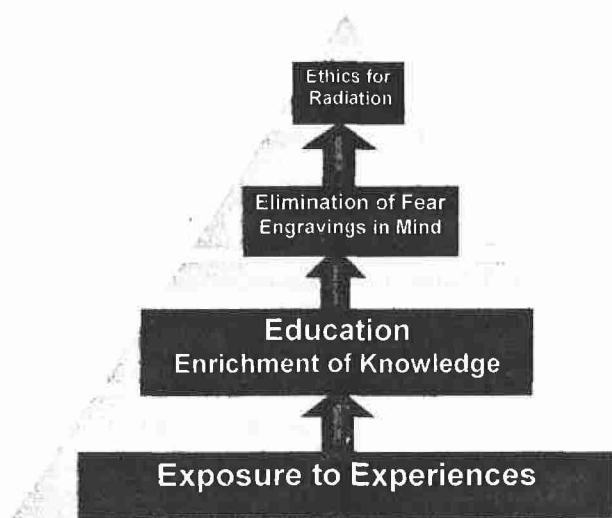 Ethics for
Radiation
Elimination of Fear
Engravings in Mind
Education
Enrichment of Knowledge
Exposure to Experiences